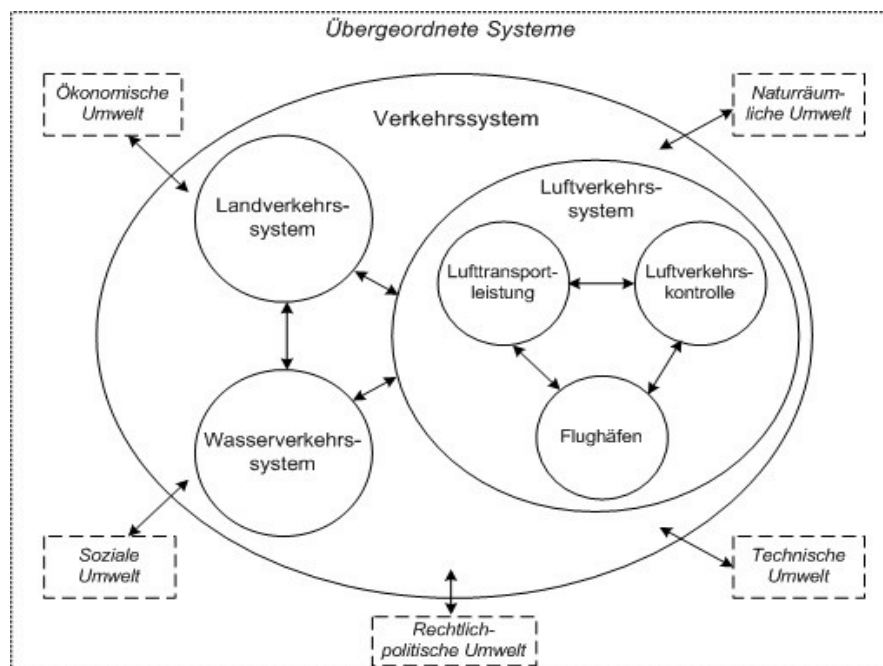 Übergeordnete Systeme
Ökonomische
Umwelt
Naturräum-
liche Umwelt
Verkehrssystem
Landverkehrs-
system
Luftverkehrs-
system
Lufttransport-
leistung
Luftverkehrs-
kontrolle
Wasserverkehrs-
system
Flughäfen
Soziale
Umwelt
Technische
Umwelt
Rechtlich-
politische Umwelt